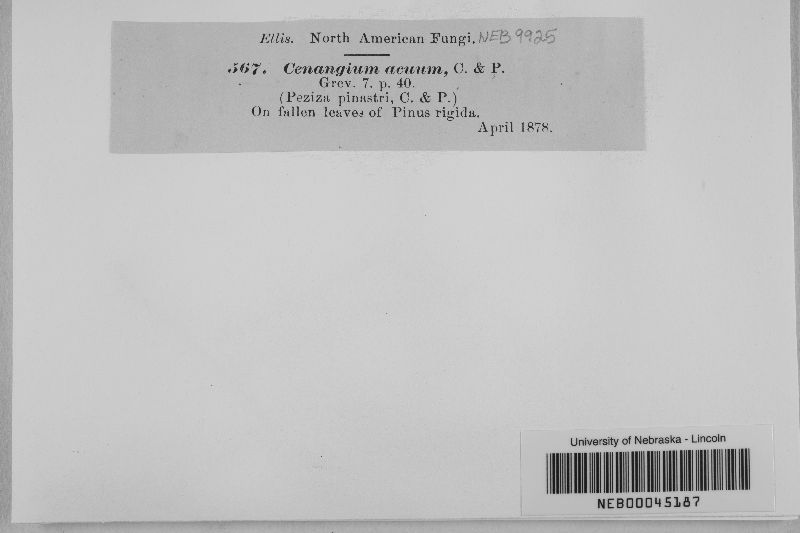 Ellis. North American Fungi. NEB 9925
567. Cenangium acuum, C. & P.
Grev. 7, p. 40.
(Peziza pinastri, C. & P.)
On fallen leaves of Pinus rigida.
April 1878.
University of Nebraska - Lincoln
NEB00045187